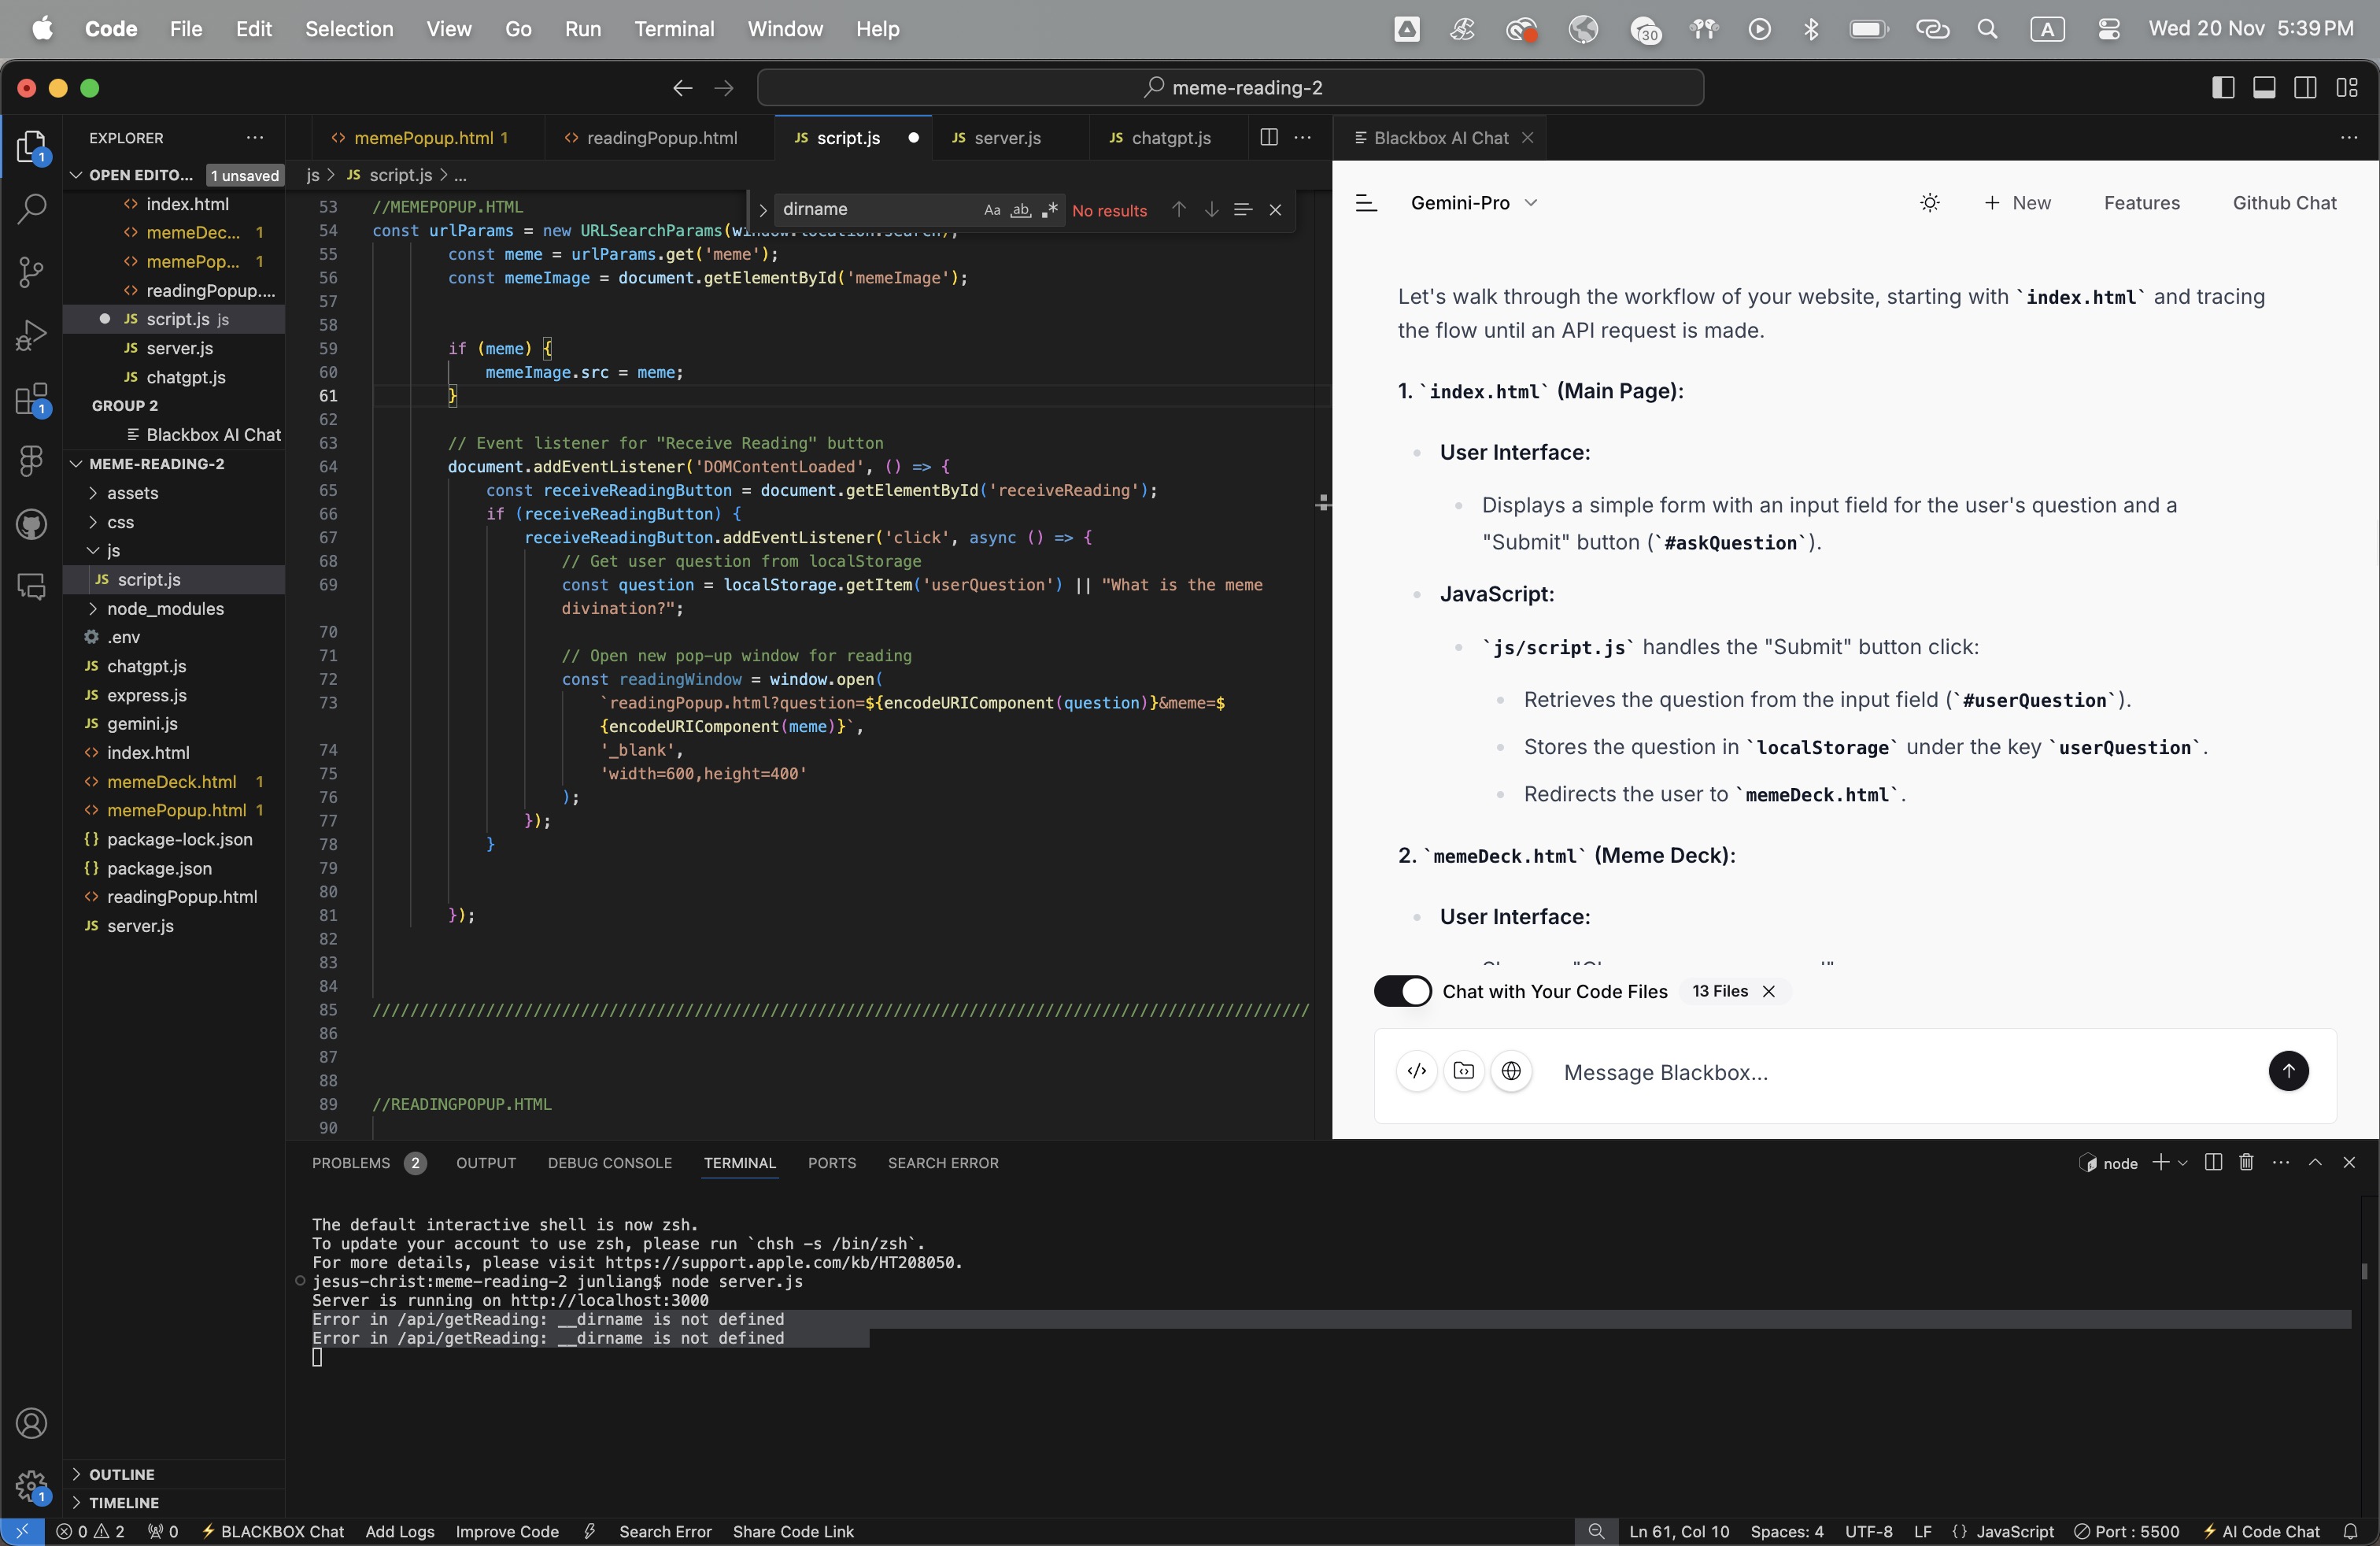 Code File Edit Selection View Go Run Terminal Window Help
30
A
Wed 20 Nov 5:39 PM
meme-reading-2
EXPLORER
OPEN EDITO... 1 unsaved
index.html
memeDec... 1
memePop... 1
readingPopup....
JS script.js js
JS server.js
JS chatgpt.js
GROUP 2
Blackbox AI Chat
MEME-READING-2
assets
css
js
JS script.js
node_modules
.env
JS chatgpt.js
JS express.js
JS gemini.js
<> index.html
<> memeDeck.html 1
<> memePopup.html 1
{} package-lock.json
{} package.json
<> readingPopup.html
JS server.js
OUTLINE
TIMELINE
<> memePopup.html 1
<> readingPopup.html
JS script.js
JS server.js
JS chatgpt.js
js > JS script.js > ...
dirname Aa ab .* No results
53 //MEMEPOPUP.HTML
54 const urlParams = new URLSearchParams(window.location.search);
55 const meme = urlParams.get('meme');
56 const memeImage = document.getElementById('memeImage');
57
58
59 if (meme) {
60 memeImage.src = meme;
61 }
62
63 // Event listener for "Receive Reading" button
64 document.addEventListener('DOMContentLoaded', () => {
65 const receiveReadingButton = document.getElementById('receiveReading');
66 if (receiveReadingButton) {
67 receiveReadingButton.addEventListener('click', async () => {
68 // Get user question from localStorage
69 const question = localStorage.getItem('userQuestion') || "What is the meme
divination?";
70
71 // Open new pop-up window for reading
72 const readingWindow = window.open(
73 `readingPopup.html?question=${encodeURIComponent(question)}&meme=$
{encodeURIComponent(meme)}`,
74 '_blank',
75 'width=600,height=400'
76 );
77 });
78 }
79
80
81 });
82
83
84
85 ///////////////////////////////////////////////////////////////////////////////////////////////////
86
87
88
89 //READINGPOPUP.HTML
90
Blackbox AI Chat
Gemini-Pro
+ New Features Github Chat
Let's walk through the workflow of your website, starting with `index.html` and tracing
the flow until an API request is made.
1. `index.html` (Main Page):
User Interface:
Displays a simple form with an input field for the user's question and a
"Submit" button (`#askQuestion`).
JavaScript:
`js/script.js` handles the "Submit" button click:
Retrieves the question from the input field (`#userQuestion`).
Stores the question in `localStorage` under the key `userQuestion`.
Redirects the user to `memeDeck.html`.
2. `memeDeck.html` (Meme Deck):
User Interface:
Chat with Your Code Files 13 Files
Message Blackbox...
PROBLEMS 2 OUTPUT DEBUG CONSOLE TERMINAL PORTS SEARCH ERROR
node
The default interactive shell is now zsh.
To update your account to use zsh, please run `chsh -s /bin/zsh`.
For more details, please visit https://support.apple.com/kb/HT208050.
jesus-christ:meme-reading-2 junliang$ node server.js
Server is running on http://localhost:3000
Error in /api/getReading: __dirname is not defined
Error in /api/getReading: __dirname is not defined
0 2 0 BLACKBOX Chat Add Logs Improve Code Search Error Share Code Link
Ln 61, Col 10 Spaces: 4 UTF-8 LF {} JavaScript Port : 5500 AI Code Chat